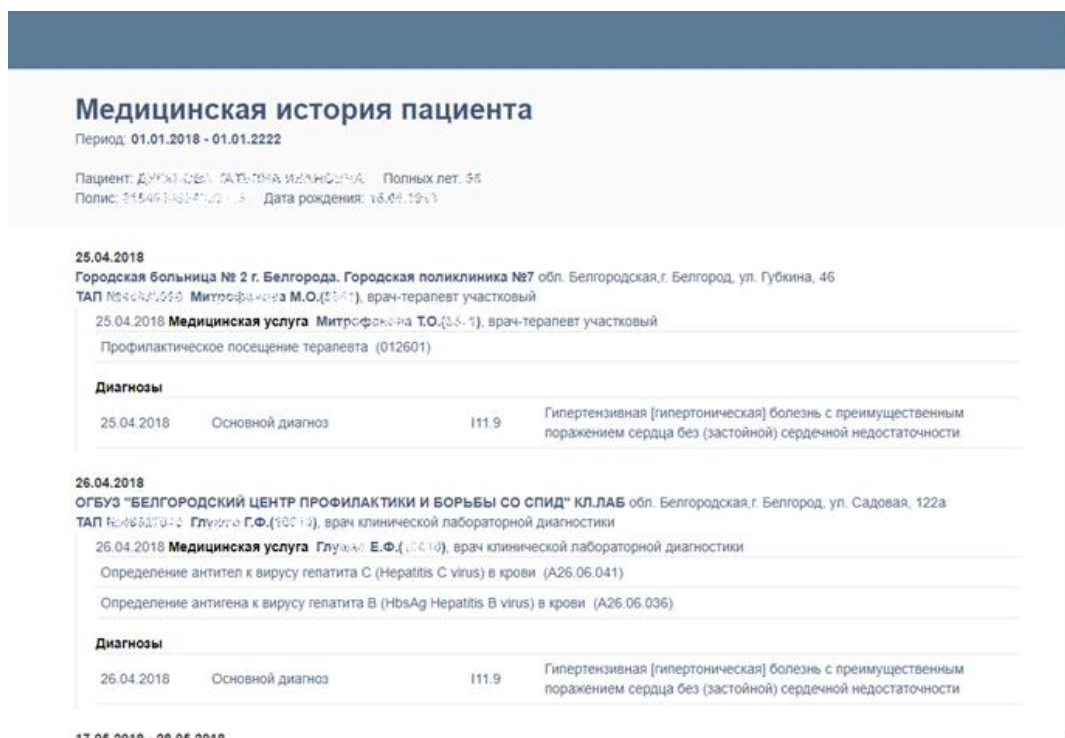 Медицинская история пациента
Период: 01.01.2018 - 01.01.2222
Пациент: Полных лет:
Полис: Дата рождения:
25.04.2018
Городская больница № 2 г. Белгорода. Городская поликлиника №7 обл. Белгородская,г. Белгород, ул. Губкина, 46
ТАП М.О. врач-терапевт участковый
25.04.2018 Медицинская услуга Т.О. врач-терапевт участковый
Профилактическое посещение терапевта (012601)
Диагнозы
25.04.2018 Основной диагноз I11.9 Гипертензивная [гипертоническая] болезнь с преимущественным
поражением сердца без (застойной) сердечной недостаточности
26.04.2018
ОГБУЗ "БЕЛГОРОДСКИЙ ЦЕНТР ПРОФИЛАКТИКИ И БОРЬБЫ СО СПИД" КЛ.ЛАБ обл. Белгородская,г. Белгород, ул. Садовая, 122а
ТАП Г.Ф. врач клинической лабораторной диагностики
26.04.2018 Медицинская услуга Е.Ф. врач клинической лабораторной диагностики
Определение антител к вирусу гепатита C (Hepatitis C virus) в крови (A26.06.041)
Определение антигена к вирусу гепатита B (HbsAg Hepatitis B virus) в крови (A26.06.036)
Диагнозы
26.04.2018 Основной диагноз I11.9 Гипертензивная [гипертоническая] болезнь с преимущественным
поражением сердца без (застойной) сердечной недостаточности
17.05.2018 - 28.05.2018